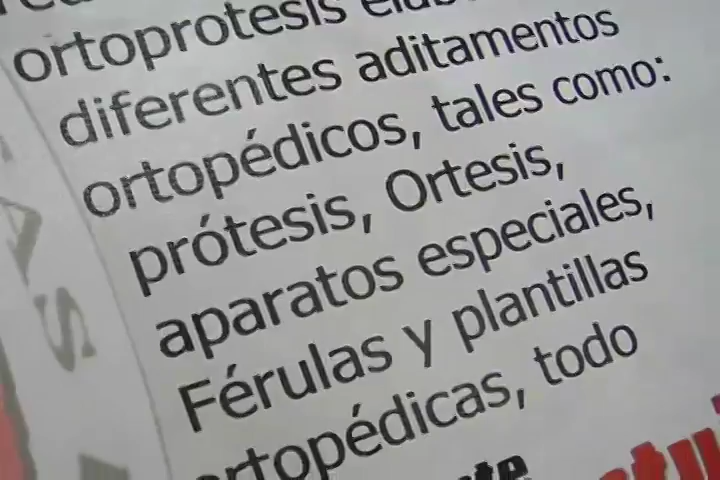 ortoprotesis
diferentes aditamentos
ortopédicos, tales como:
prótesis, Ortesis,
aparatos especiales,
Férulas y plantillas
ortopédicas, todo